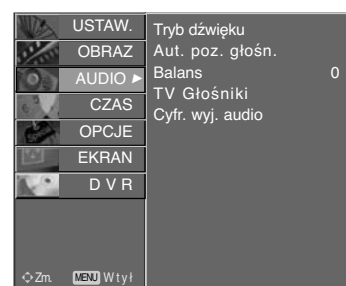 USTAW.
OBRAZ
AUDIO
CZAS
OPCJE
EKRAN
D V R
Zm.
MENU Wtył
Tryb dźwięku
Aut. poz. głośn.
Balans 0
TV Głośniki
Cyfr. wyj. audio